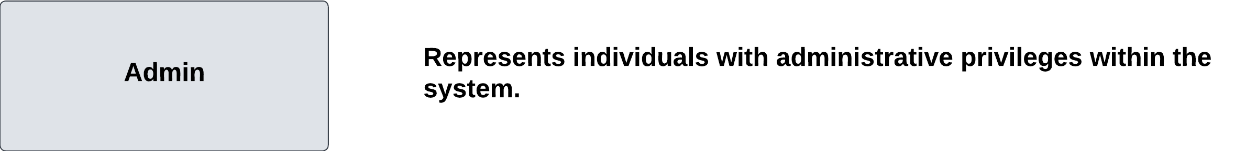 Admin
Represents individuals with administrative privileges within the
system.